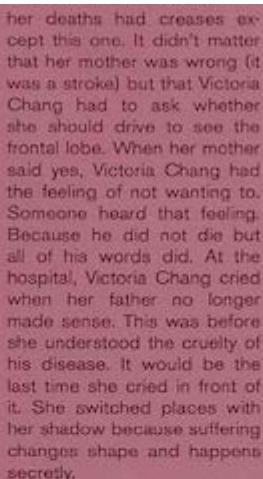 her deaths had creases ex-
cept this one. It didn't matter
that her mother was wrong (it
was a stroke) but that Victoria
Chang had to ask whether
she should drive to see the
frontal lobe. When her mother
said yes, Victoria Chang had
the feeling of not wanting to.
Someone heard that feeling.
Because he did not die but
all of his words did. At the
hospital, Victoria Chang cried
when her father no longer
made sense. This was before
she understood the cruelty of
his disease. It would be the
last time she cried in front of
it. She switched places with
her shadow because suffering
changes shape and happens
secretly.